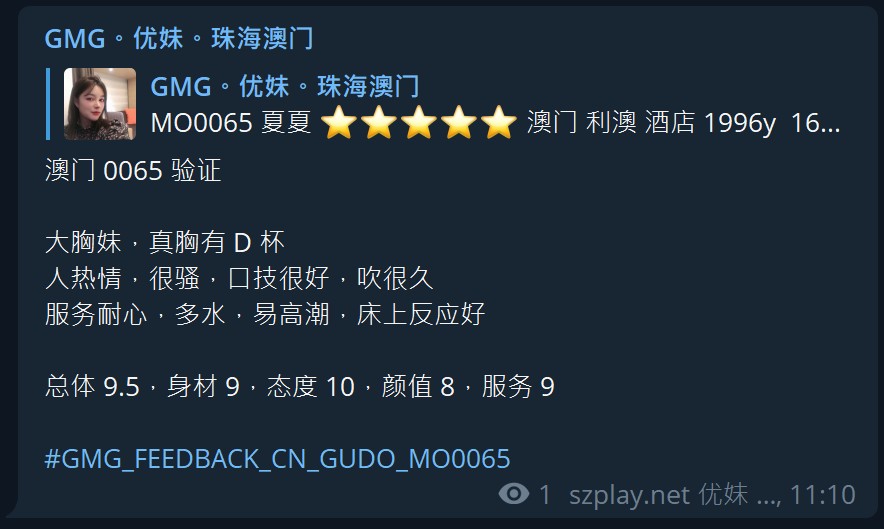 GMG。优妹。珠海澳门
GMG。优妹。珠海澳门
MO0065 夏夏 ⭐⭐⭐⭐⭐ 澳门 利澳 酒店 1996y 16...
澳门 0065 验证
大胸妹，真胸有 D 杯
人热情，很骚，口技很好，吹很久
服务耐心，多水，易高潮，床上反应好
总体 9.5，身材 9，态度 10，颜值 8，服务 9
#GMG_FEEDBACK_CN_GUDO_MO0065
1 szplay.net 优妹 ..., 11:10